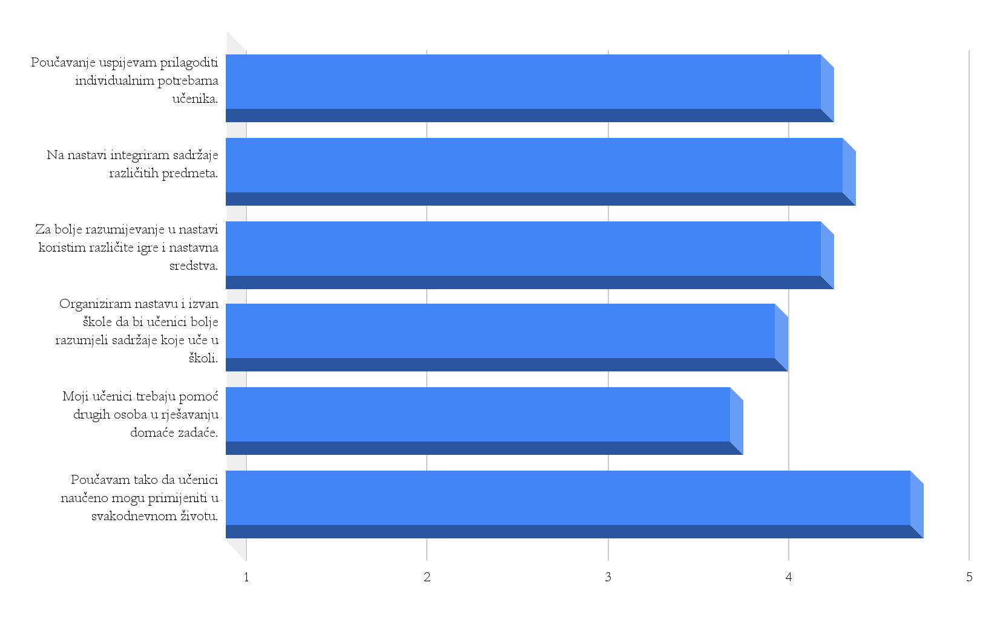 Poučavanje uspijevam prilagoditi
individualnim potrebama
učenika.
Na nastavi integriram sadržaje
različitih predmeta.
Za bolje razumijevanje u nastavi
koristim različite igre i nastavna
sredstva.
Organiziram nastavu i izvan
škole da bi učenici bolje
razumjeli sadržaje koje uče u
školi.
Moji učenici trebaju pomoć
drugih osoba u rješavanju
domaće zadaće.
Poučavam tako da učenici
naučeno mogu primijeniti u
svakodnevnom životu.
1 2 3 4 5